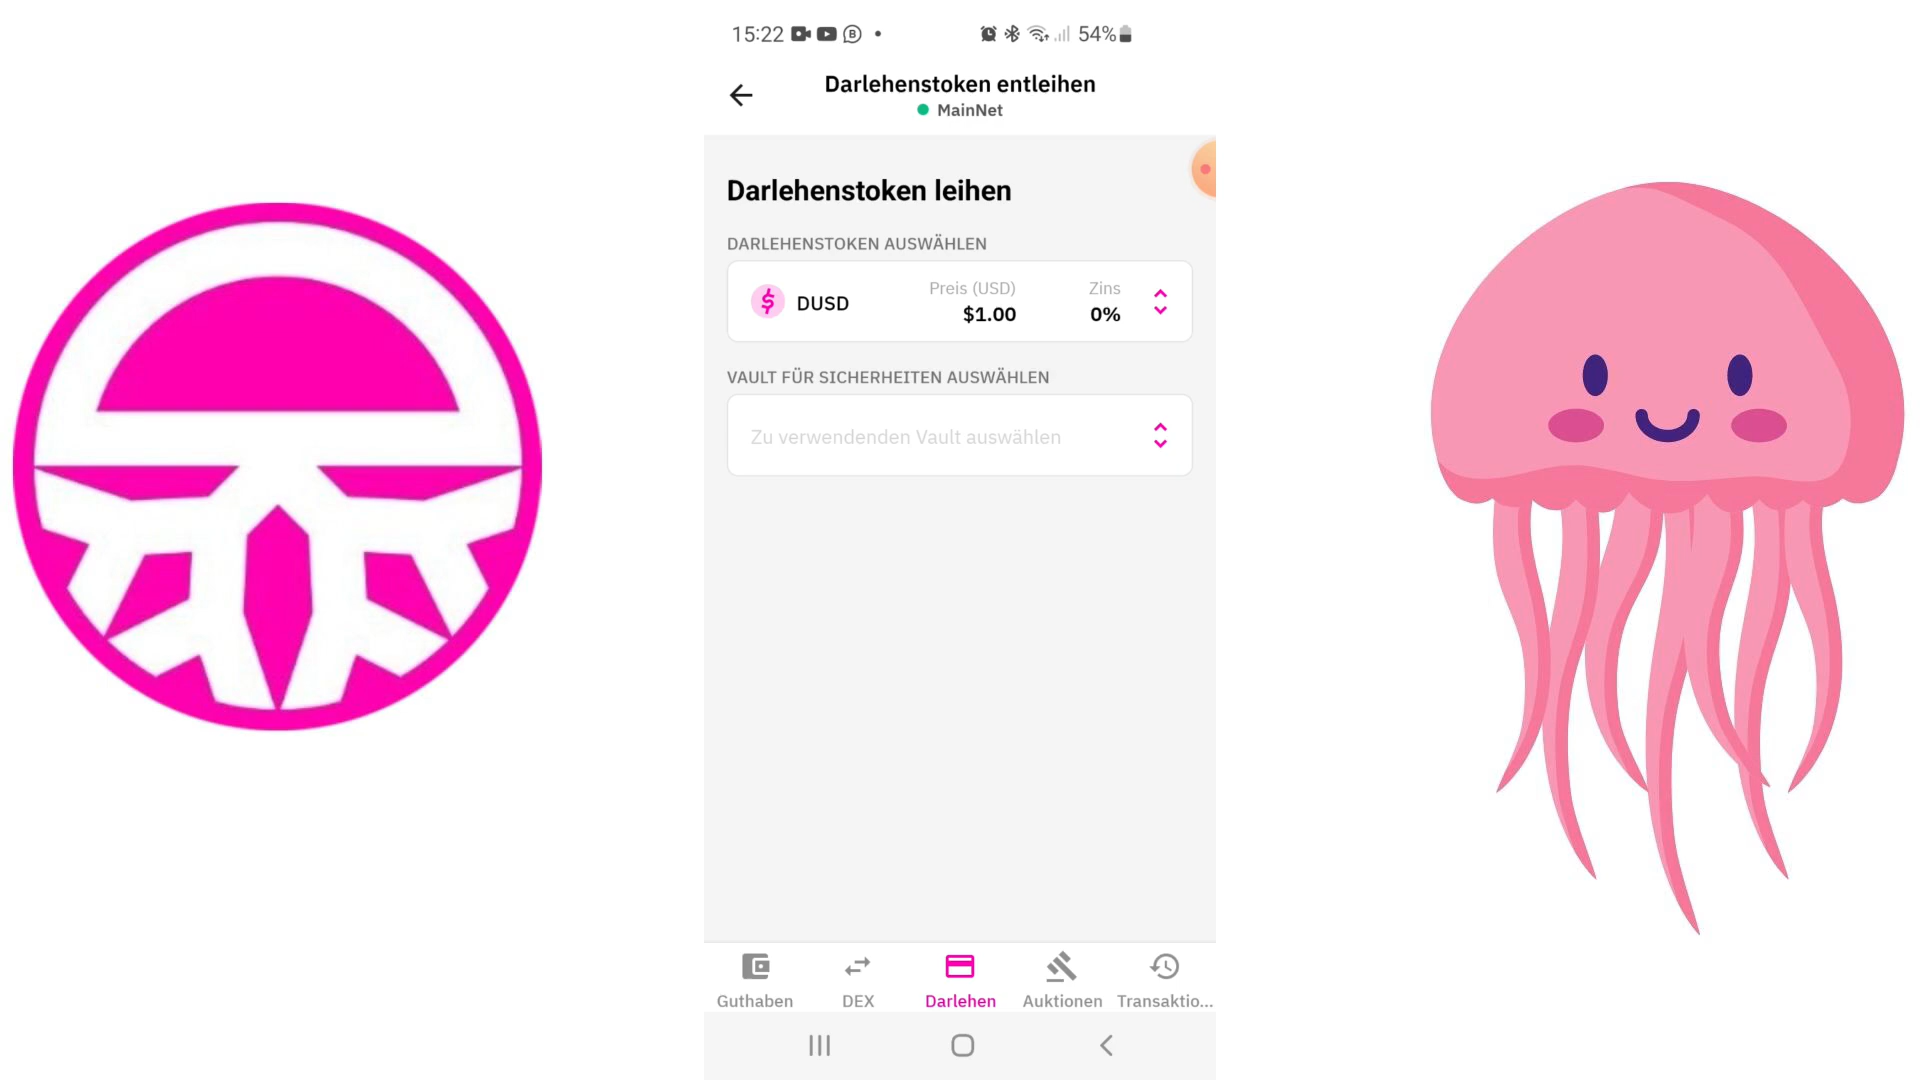 15:22 54%
Darlehenstoken entleihen
MainNet
Darlehenstoken leihen
DARLEHENSTOKEN AUSWÄHLEN
$ DUSD Preis (USD) Zins
$1.00 0%
VAULT FÜR SICHERHEITEN AUSWÄHLEN
Zu verwendenden Vault auswählen
Guthaben DEX Darlehen Auktionen Transaktio...